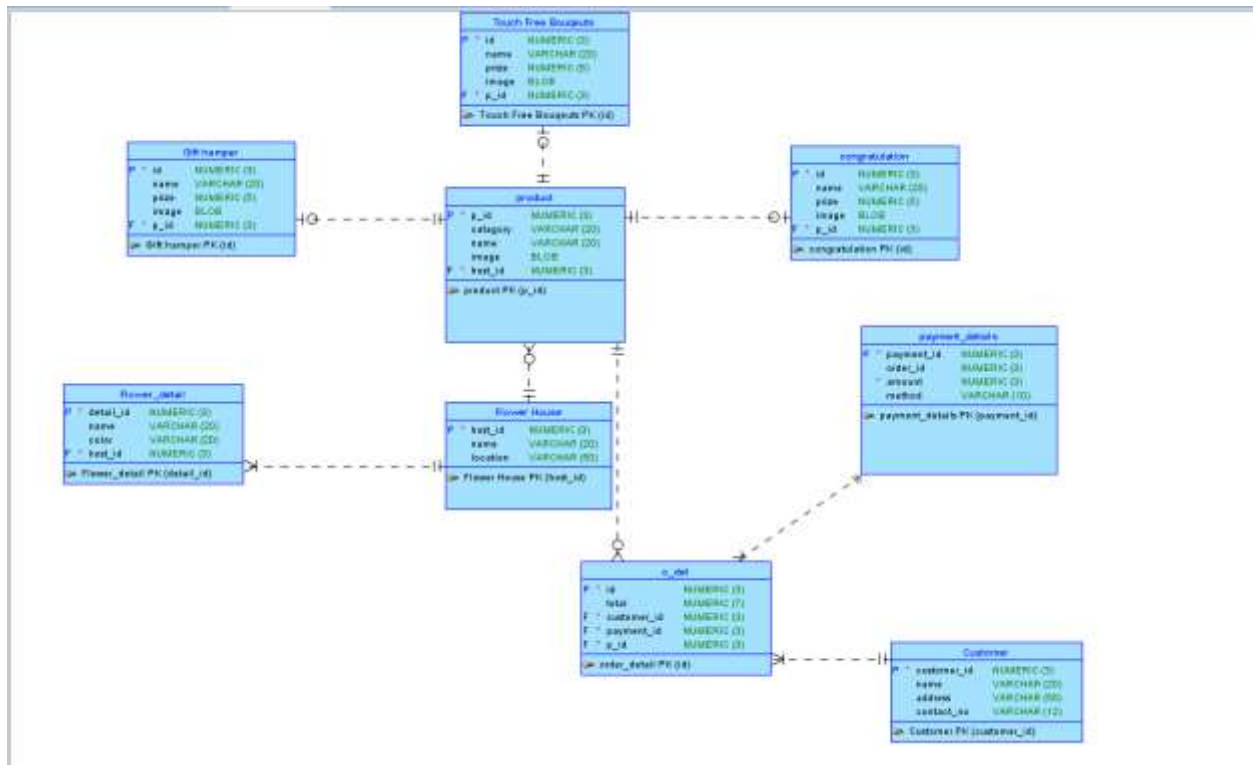 Touch Free Bouqeuts
P * id NUMERIC (3)
name VARCHAR (20)
prize NUMERIC (5)
image BLOB
F * p_id NUMERIC (3)
Touch Free Bouqeuts PK (id)
Gift hamper
P * id NUMERIC (3)
name VARCHAR (20)
prize NUMERIC (5)
image BLOB
F * p_id NUMERIC (3)
Gift hamper PK (id)
congratulation
P * id NUMERIC (3)
name VARCHAR (20)
prize NUMERIC (5)
image BLOB
F * p_id NUMERIC (3)
congratulation PK (id)
product
P * p_id NUMERIC (3)
category VARCHAR (20)
name VARCHAR (20)
image BLOB
F * host_id NUMERIC (3)
product PK (p_id)
payment_details
P * payment_id NUMERIC (3)
order_id NUMERIC (3)
* amount NUMERIC (3)
method VARCHAR (10)
payment_details PK (payment_id)
flower_detail
P * detail_id NUMERIC (3)
name VARCHAR (20)
color VARCHAR (20)
F * host_id NUMERIC (3)
Flower_detail PK (detail_id)
Flower House
P * host_id NUMERIC (3)
name VARCHAR (20)
location VARCHAR (50)
Flower House PK (host_id)
o_det
P * id NUMERIC (3)
total NUMERIC (7)
F * customer_id NUMERIC (3)
F * payment_id NUMERIC (3)
F * p_id NUMERIC (3)
order_detail PK (id)
Customer
P * customer_id NUMERIC (3)
name VARCHAR (20)
address VARCHAR (50)
contact_no VARCHAR (12)
Customer PK (customer_id)